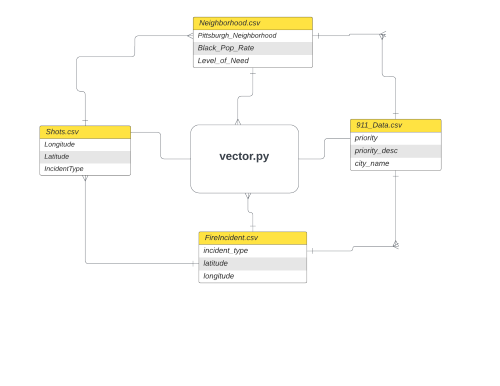 Neighborhood.csv
Pittsburgh_Neighborhood
Black_Pop_Rate
Level_of_Need
Shots.csv
Longitude
Latitude
IncidentType
vector.py
911_Data.csv
priority
priority_desc
city_name
FireIncident.csv
incident_type
latitude
longitude